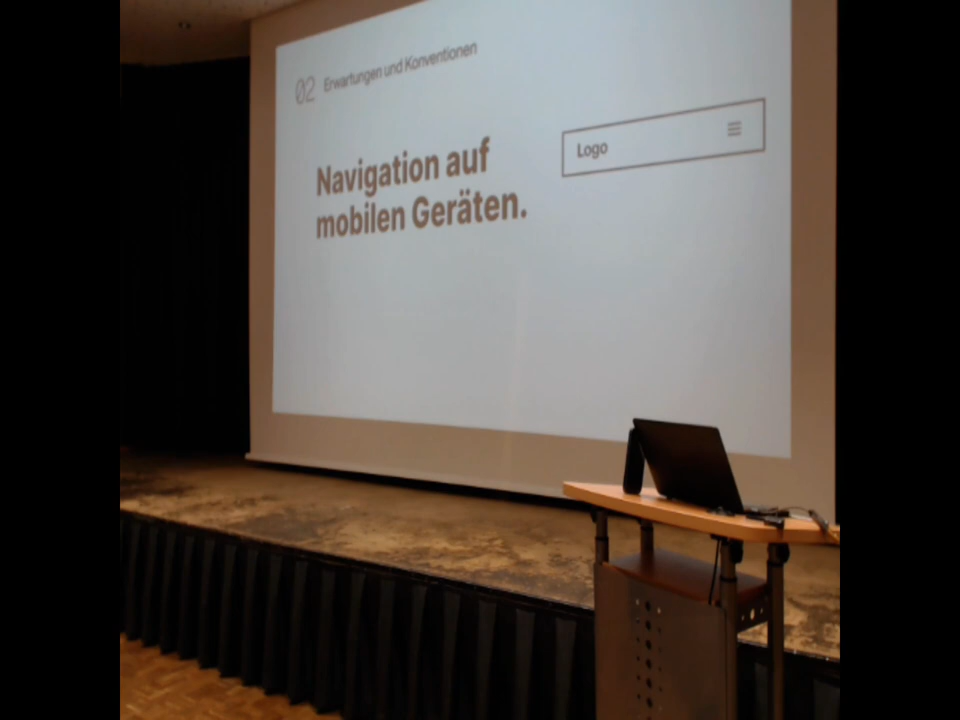 02 Erwartungen und Konventionen
Navigation auf
mobilen Geräten.
Logo